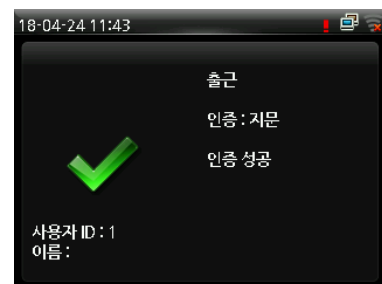 18-04-24 11:43
출근
인증 : 지문
인증 성공
사용자 ID : 1
이름 :